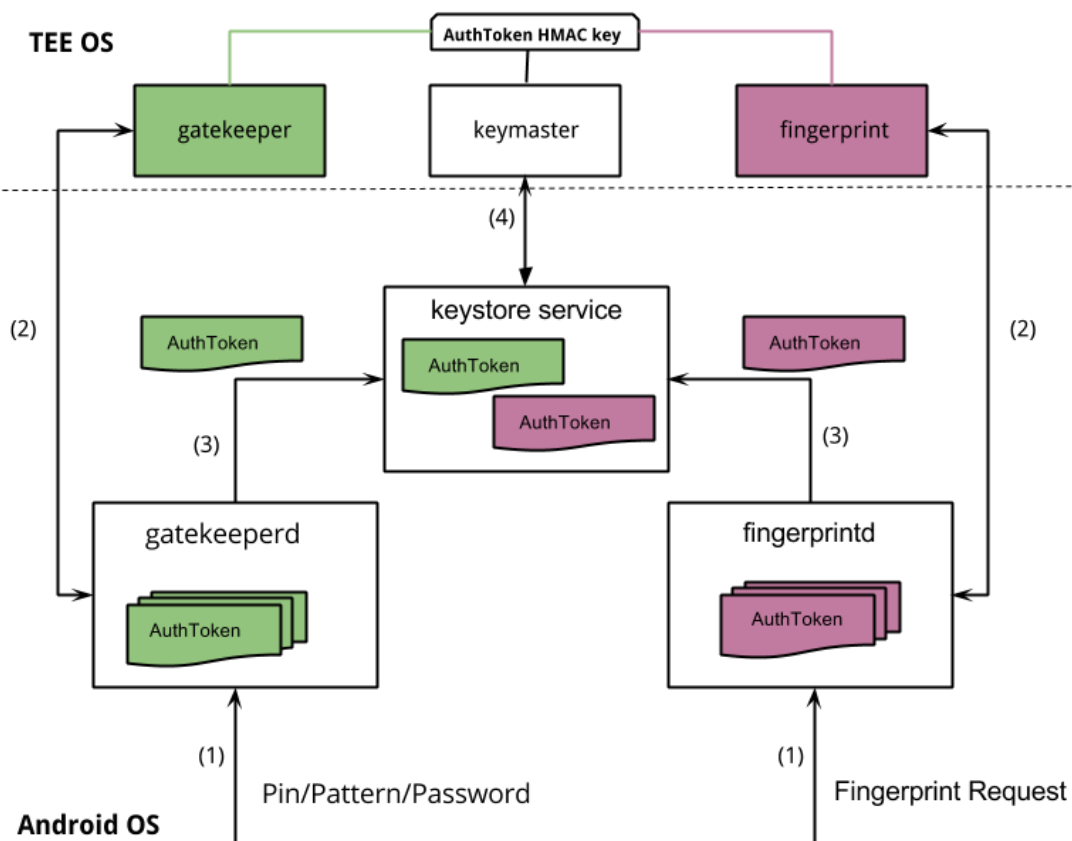 AuthToken HMAC key
TEE OS
gatekeeper
keymaster
fingerprint
(4)
keystore service
(2)
AuthToken
AuthToken
AuthToken
AuthToken
(2)
(3)
(3)
gatekeeperd
fingerprintd
AuthToken
AuthToken
(1)
(1)
Pin/Pattern/Password
Fingerprint Request
Android OS